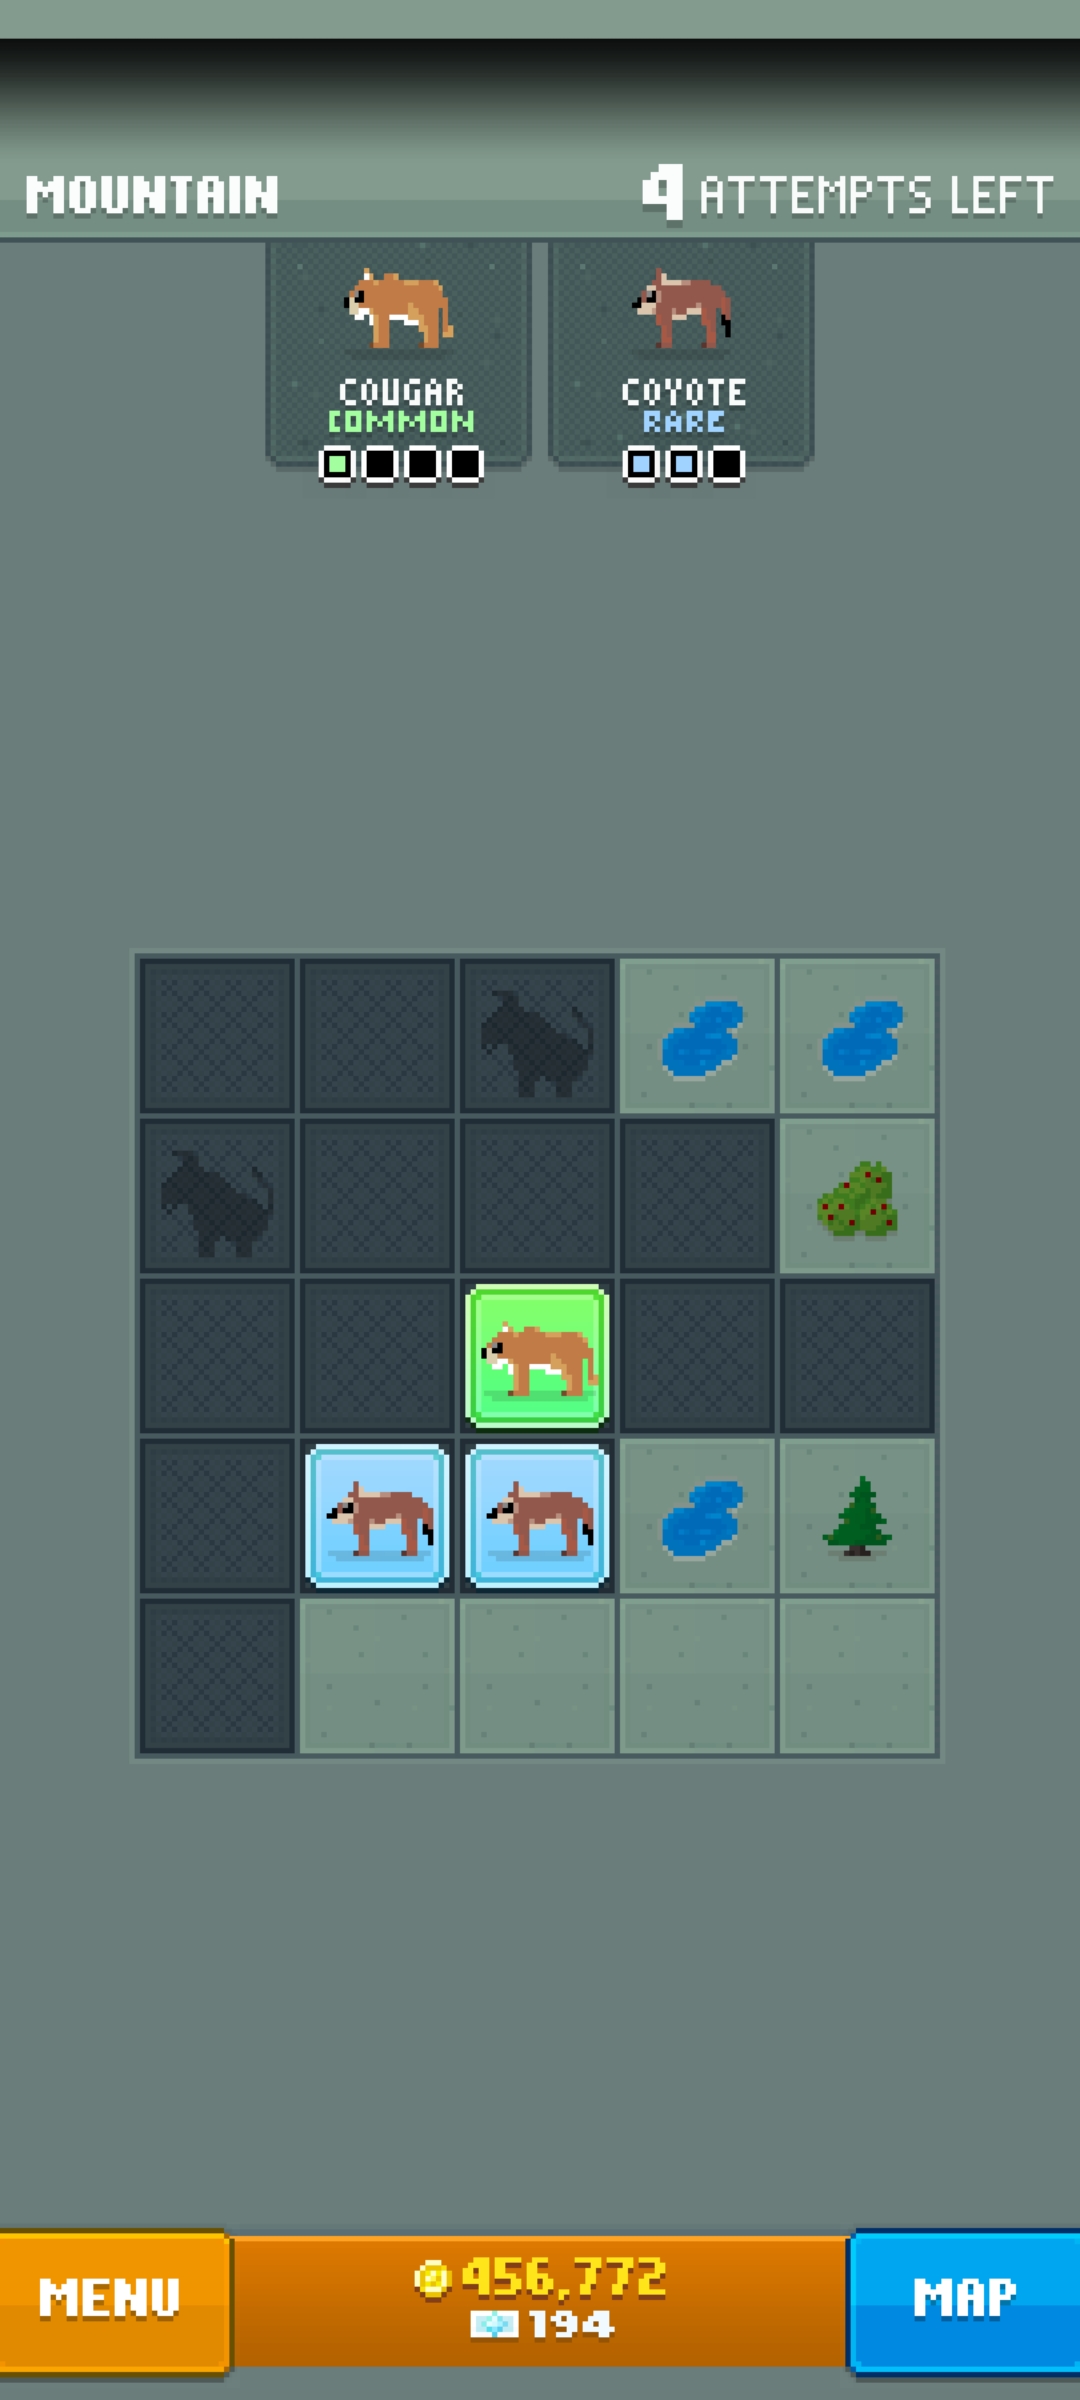 MOUNTAIN
4 ATTEMPTS LEFT
COUGAR
COMMON
COYOTE
RARE
MENU
456,772
194
MAP